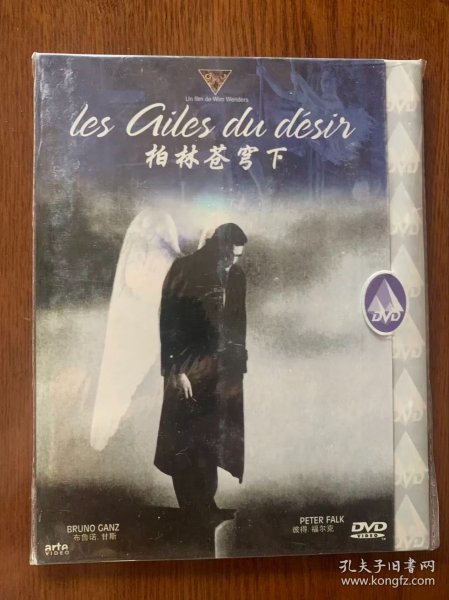 Un film de Wim Wenders
les Ailes du désir
柏林苍穹下
DVD
BRUNO GANZ
布鲁诺.甘斯
PETER FALK
彼得.福尔克
arte
VIDEO
DVD
VIDEO
孔夫子旧书网
www.kongfz.com